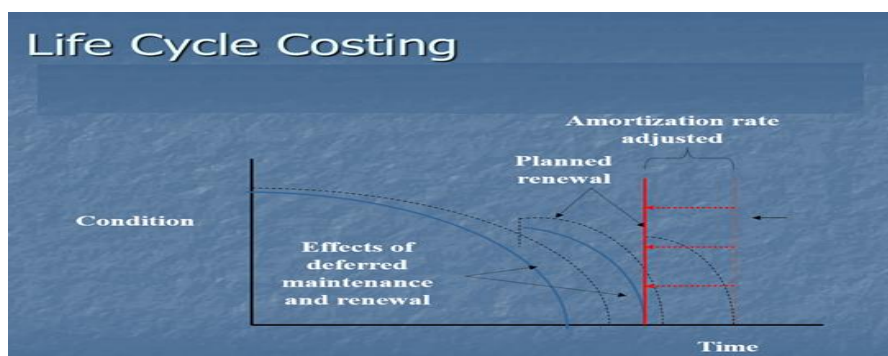 Life Cycle Costing
Amortization rate
adjusted
Planned
renewal
Condition
Effects of
deferred
maintenance
and renewal
Time